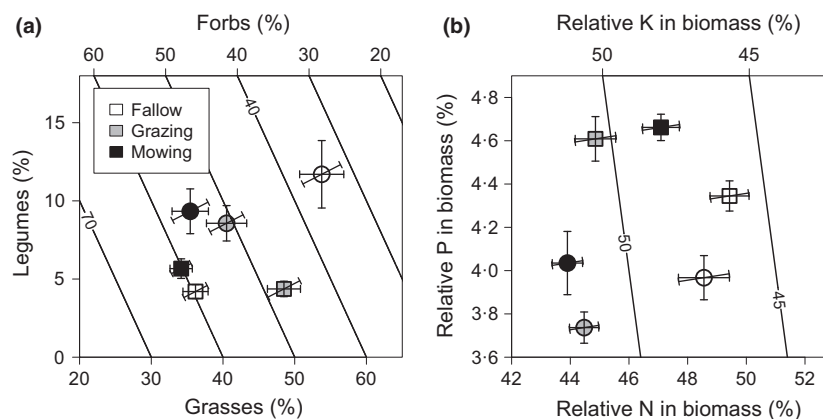 (a)
Forbs (%)
60 50 40 30 20
Legumes (%)
15
10
5
0
Fallow
Grazing
Mowing
40
70
20 30 40 50 60
Grasses (%)
(b)
Relative K in biomass (%)
50 45
Relative P in biomass (%)
4·8
4·6
4·4
4·2
4·0
3·8
3·6
50
45
42 44 46 48 50 52
Relative N in biomass (%)